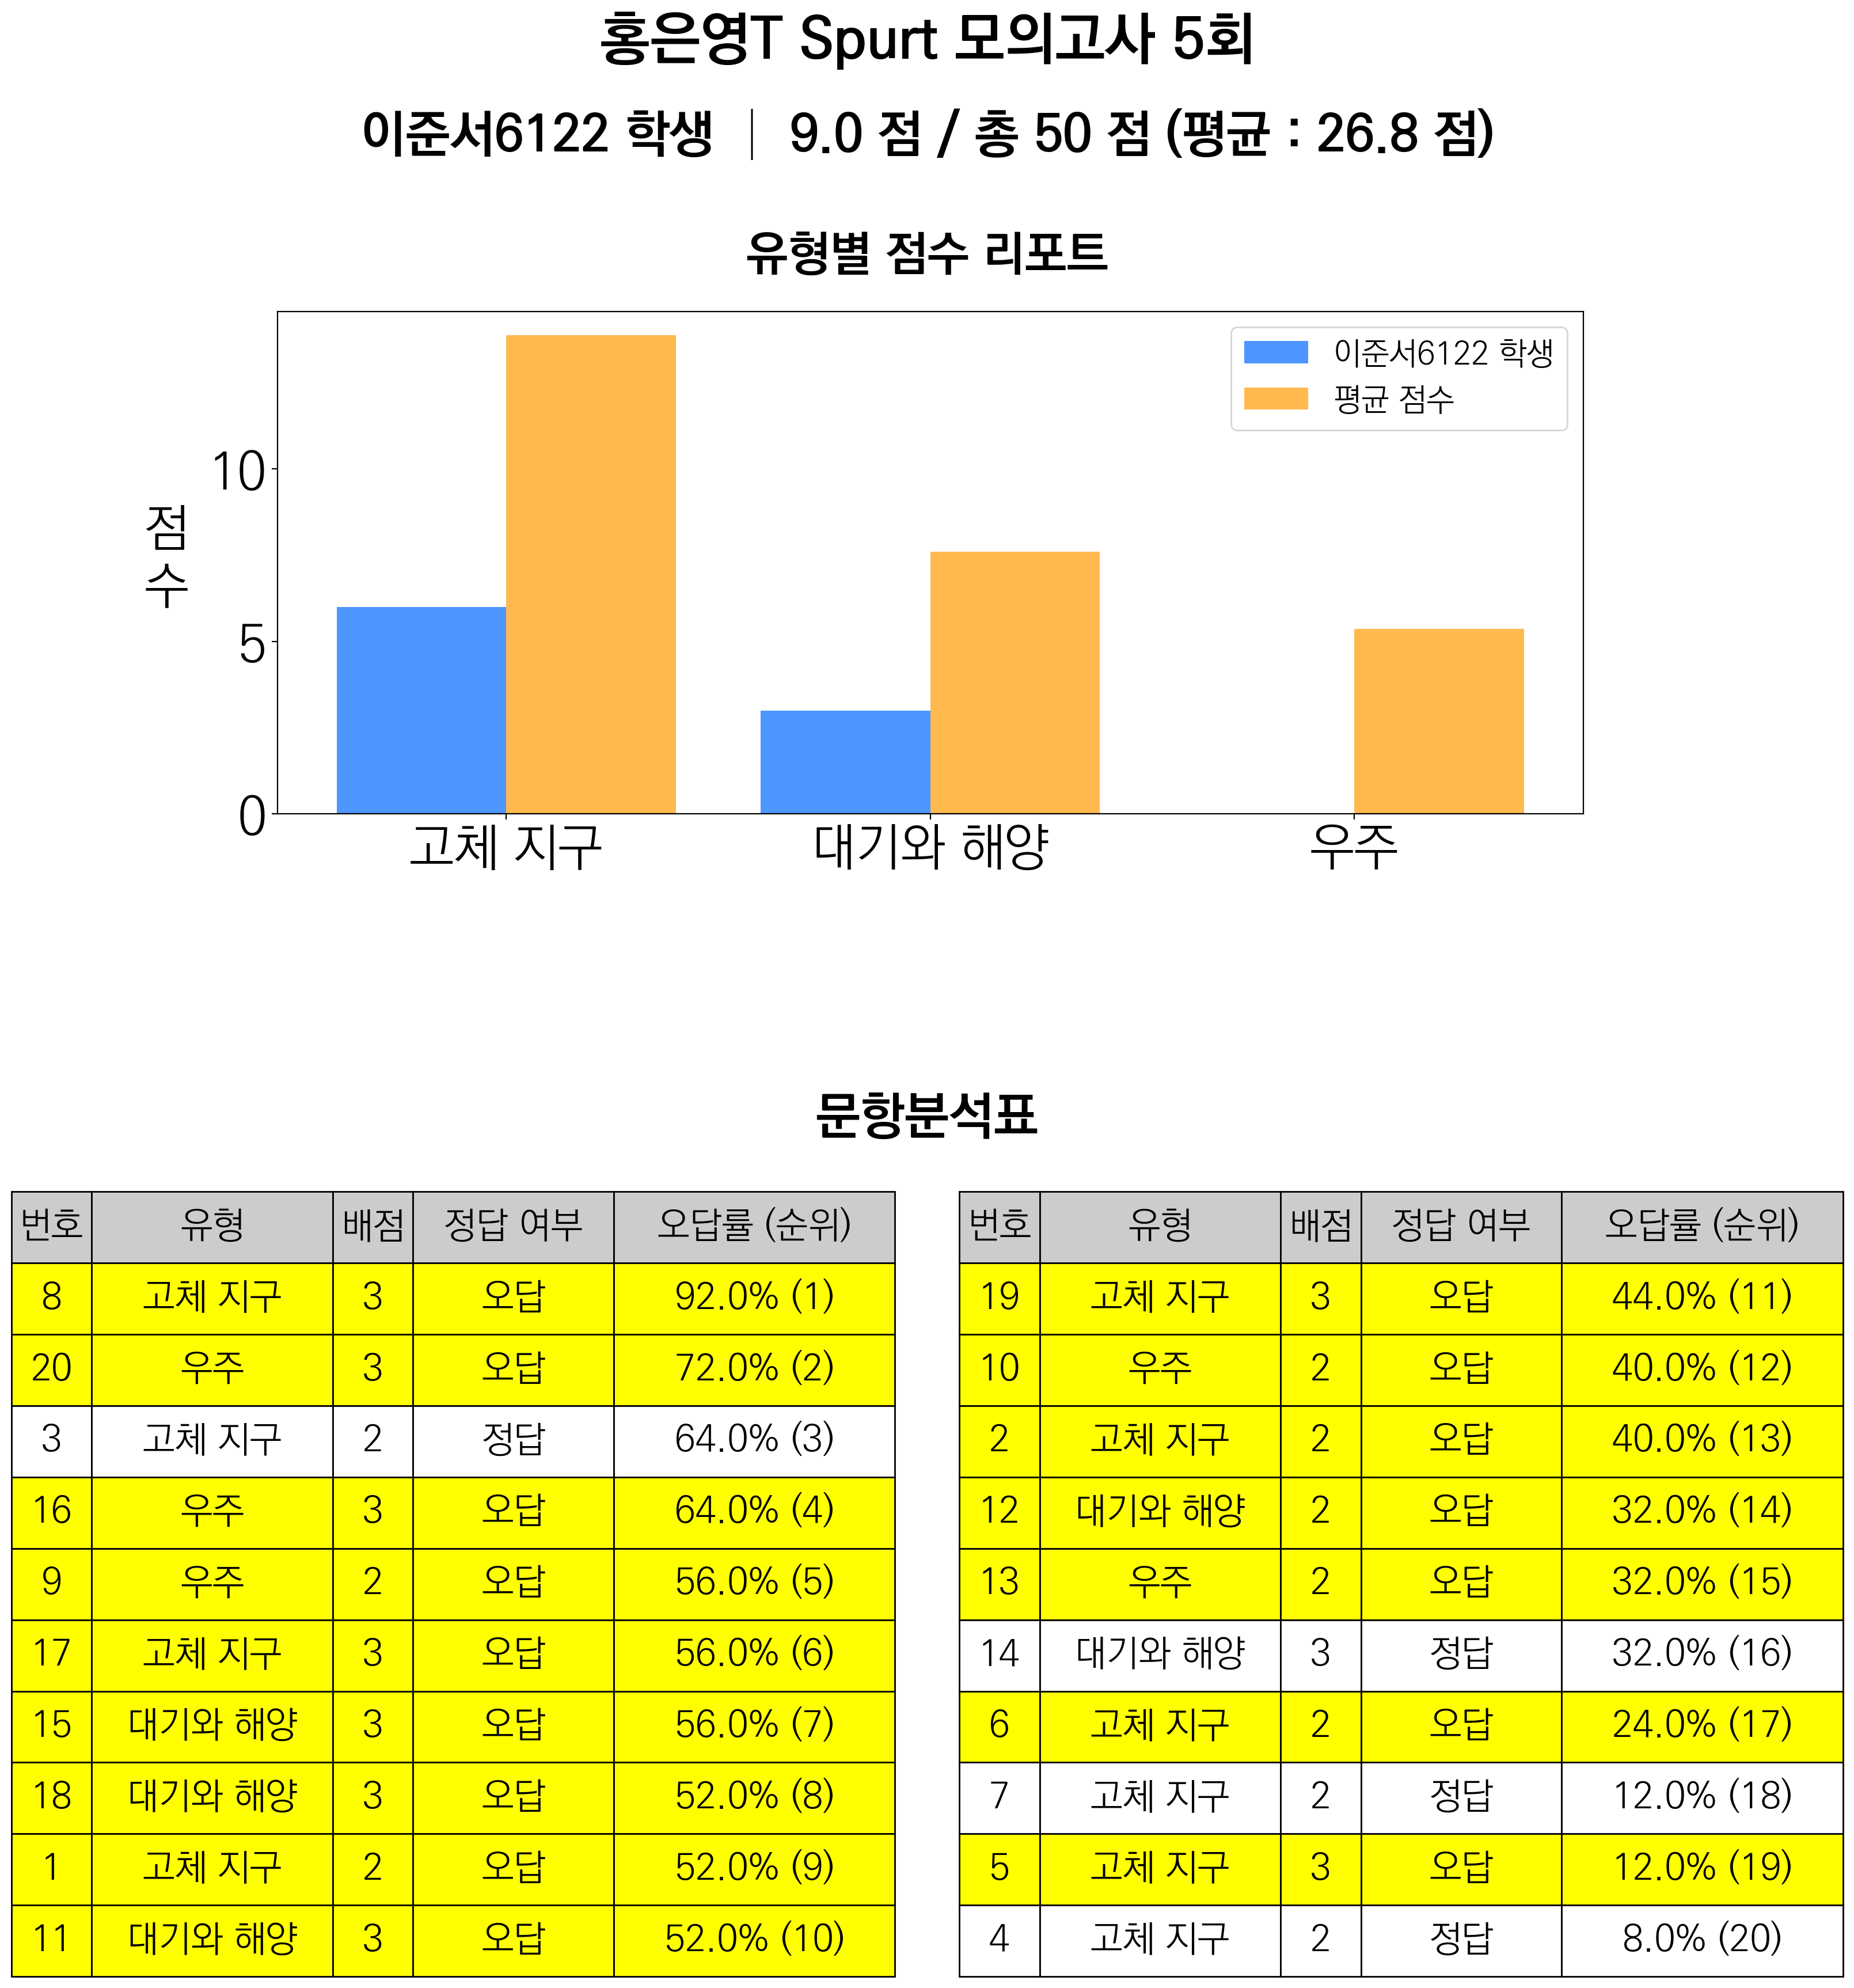 홍은영T Spurt 모의고사 5회
이준서6122 학생 | 9.0 점 / 총 50 점 (평균 : 26.8 점)
유형별 점수 리포트
이준서6122 학생
평균 점수
점
수
10
5
0
고체 지구 대기와 해양 우주
문항분석표
번호 유형 배점 정답 여부 오답률 (순위)
8 고체 지구 3 오답 92.0% (1)
20 우주 3 오답 72.0% (2)
3 고체 지구 2 정답 64.0% (3)
16 우주 3 오답 64.0% (4)
9 우주 2 오답 56.0% (5)
17 고체 지구 3 오답 56.0% (6)
15 대기와 해양 3 오답 56.0% (7)
18 대기와 해양 3 오답 52.0% (8)
1 고체 지구 2 오답 52.0% (9)
11 대기와 해양 3 오답 52.0% (10)
번호 유형 배점 정답 여부 오답률 (순위)
19 고체 지구 3 오답 44.0% (11)
10 우주 2 오답 40.0% (12)
2 고체 지구 2 오답 40.0% (13)
12 대기와 해양 2 오답 32.0% (14)
13 우주 2 오답 32.0% (15)
14 대기와 해양 3 정답 32.0% (16)
6 고체 지구 2 오답 24.0% (17)
7 고체 지구 2 정답 12.0% (18)
5 고체 지구 3 오답 12.0% (19)
4 고체 지구 2 정답 8.0% (20)